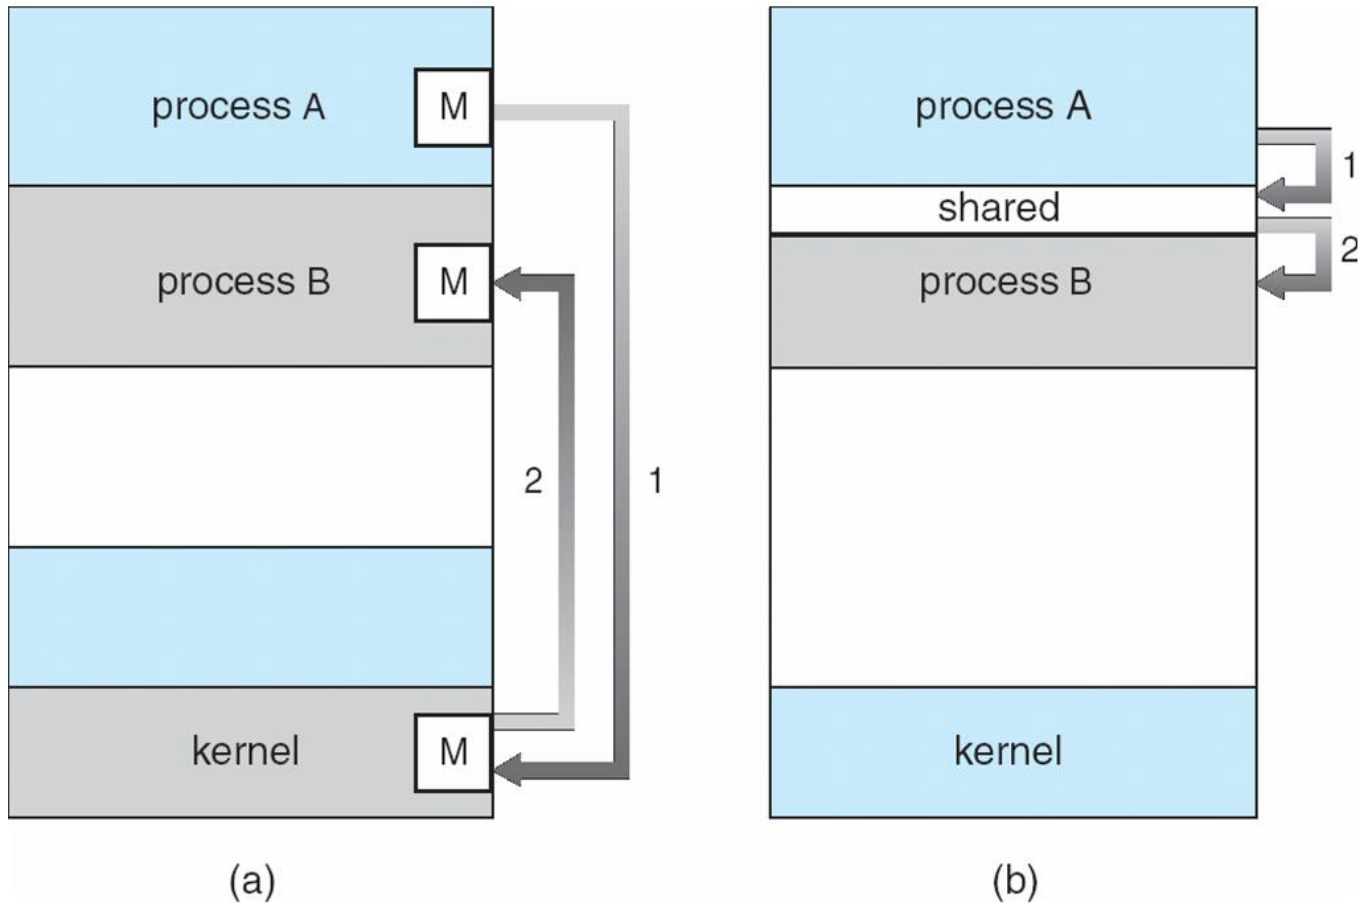 process A
M
process B
M
2
1
kernel
M
(a)
process A
1
shared
2
process B
kernel
(b)